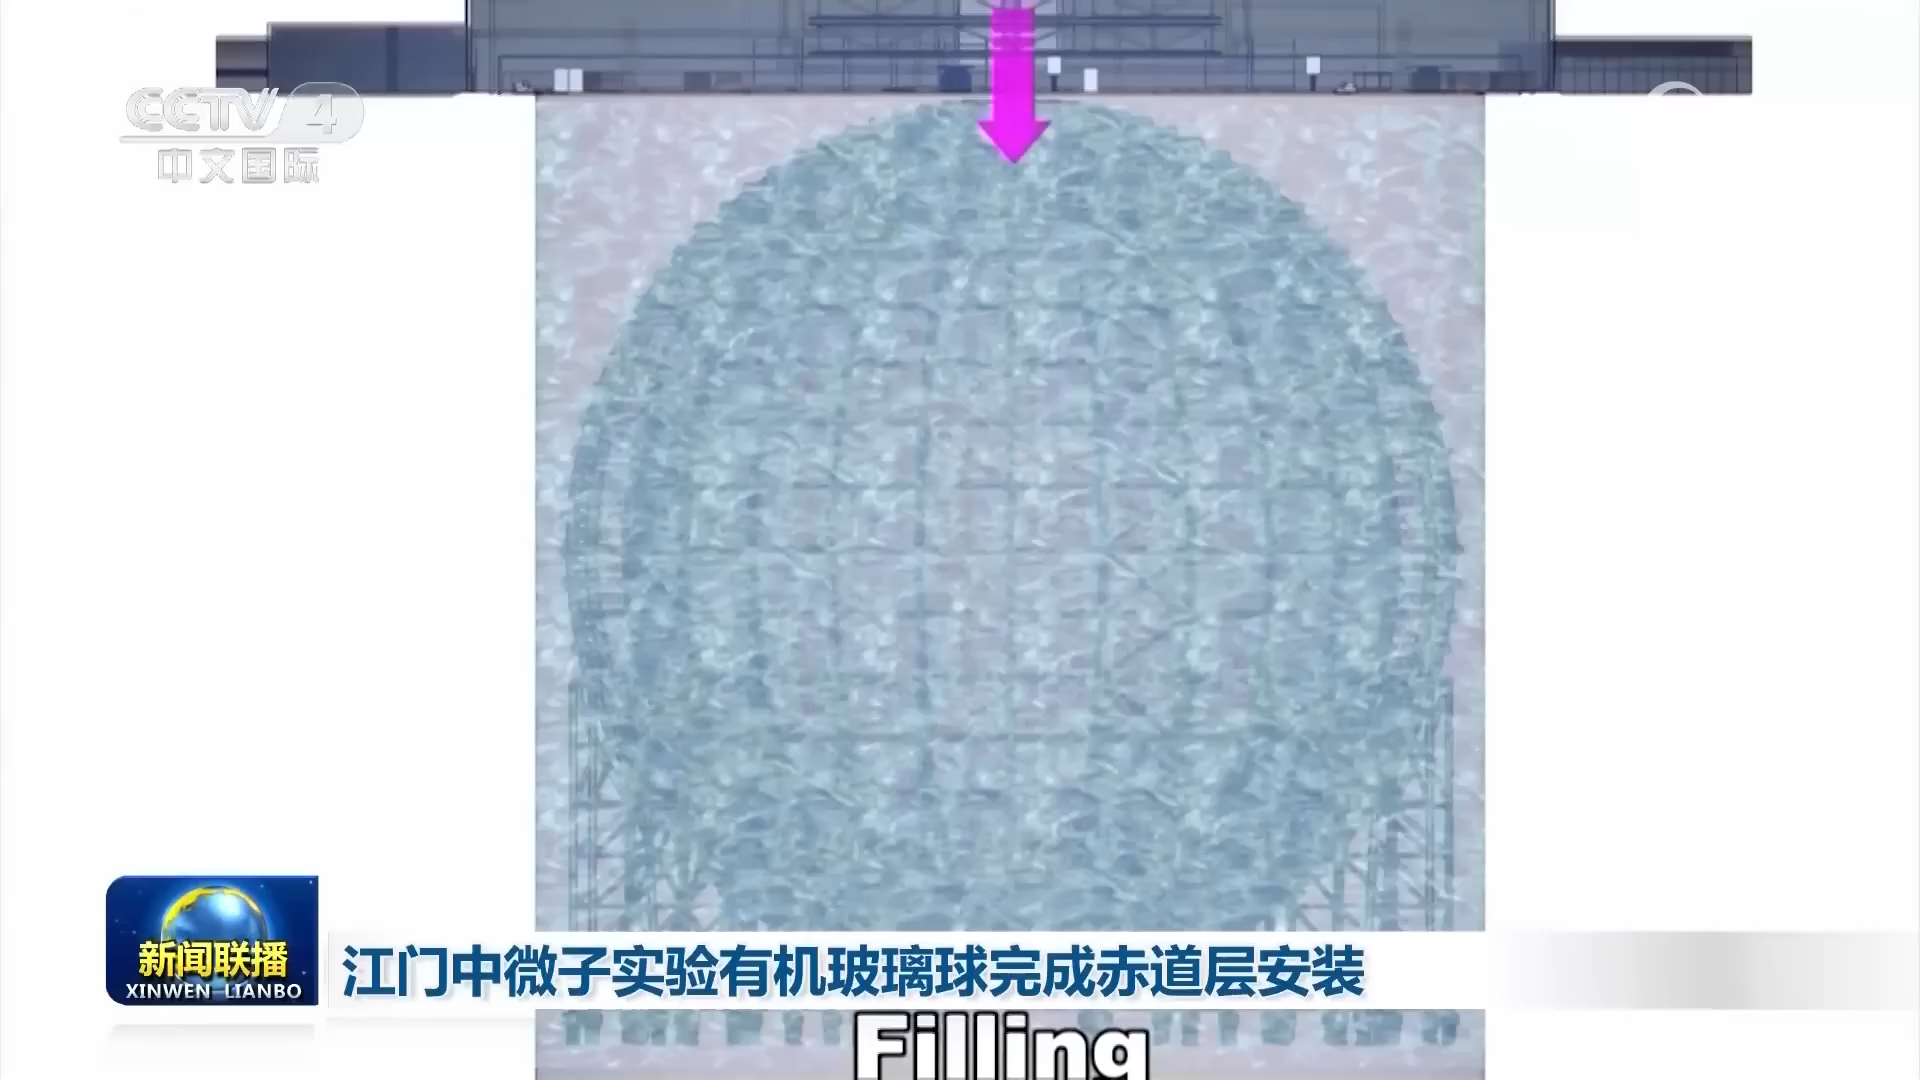 CCTV 4
中文国际
新闻联播
XINWEN LIANBO
江门中微子实验有机玻璃球完成赤道层安装
Filling